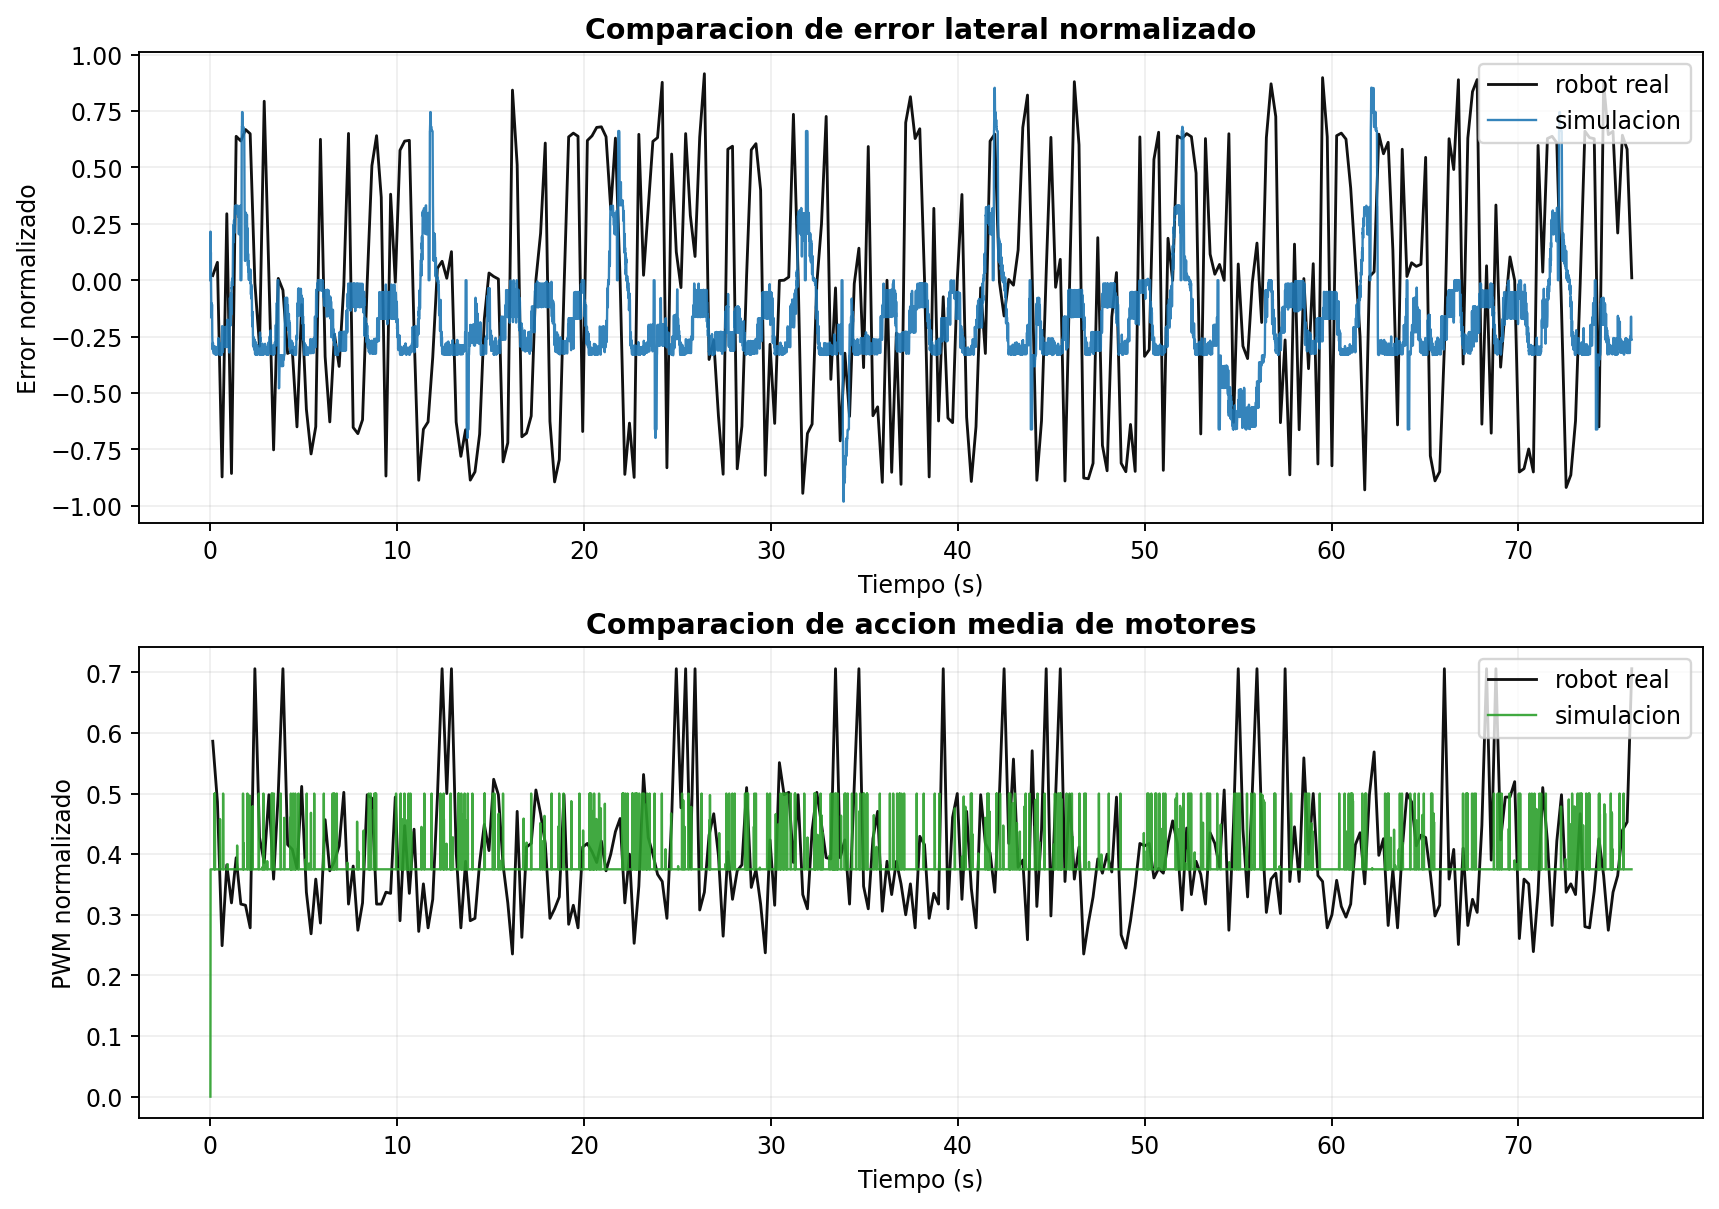 Comparacion de error lateral normalizado
1.00
0.75
0.50
0.25
0.00
−0.25
−0.50
−0.75
−1.00
Error normalizado
robot real
simulacion
0 10 20 30 40 50 60 70
Tiempo (s)
Comparacion de accion media de motores
0.7
0.6
0.5
0.4
0.3
0.2
0.1
0.0
PWM normalizado
robot real
simulacion
0 10 20 30 40 50 60 70
Tiempo (s)